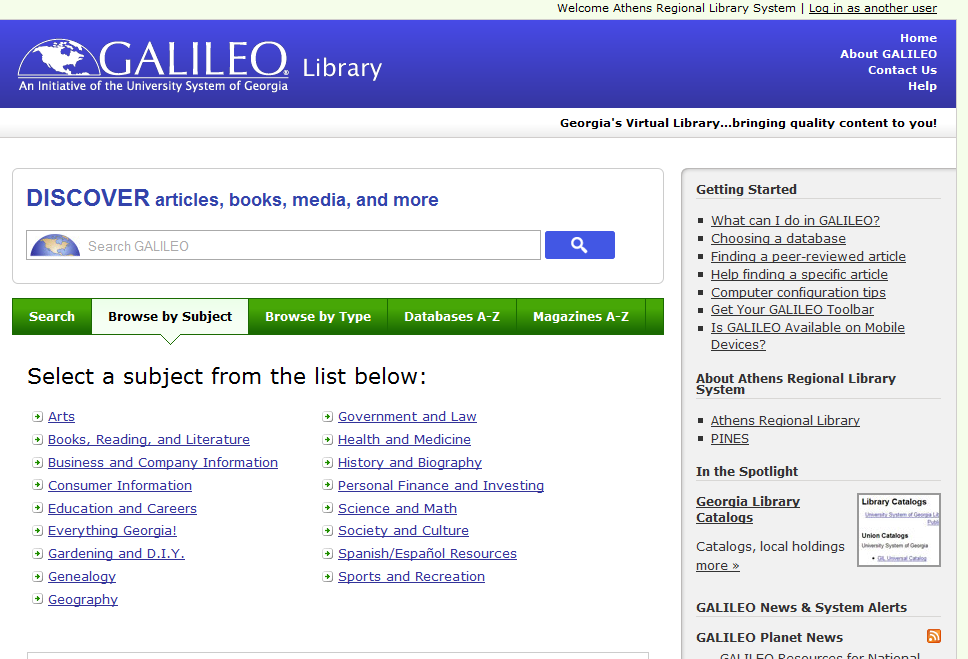 Welcome Athens Regional Library System | Log in as another user
GALILEO® Library
An Initiative of the University System of Georgia
Home
About GALILEO
Contact Us
Help
Georgia's Virtual Library...bringing quality content to you!
DISCOVER articles, books, media, and more
Search GALILEO
Search
Browse by Subject
Browse by Type
Databases A-Z
Magazines A-Z
Select a subject from the list below:
Arts
Books, Reading, and Literature
Business and Company Information
Consumer Information
Education and Careers
Everything Georgia!
Gardening and D.I.Y.
Genealogy
Geography
Government and Law
Health and Medicine
History and Biography
Personal Finance and Investing
Science and Math
Society and Culture
Spanish/Español Resources
Sports and Recreation
Getting Started
What can I do in GALILEO?
Choosing a database
Finding a peer-reviewed article
Help finding a specific article
Computer configuration tips
Get Your GALILEO Toolbar
Is GALILEO Available on Mobile
Devices?
About Athens Regional Library
System
Athens Regional Library
PINES
In the Spotlight
Georgia Library
Catalogs
Catalogs, local holdings
more »
Library Catalogs
University System of Georgia Lib
Publi
Union Catalogs
University System of Georgia
GIL Universal Catalog
GALILEO News & System Alerts
GALILEO Planet News
GALILEO Resources for National